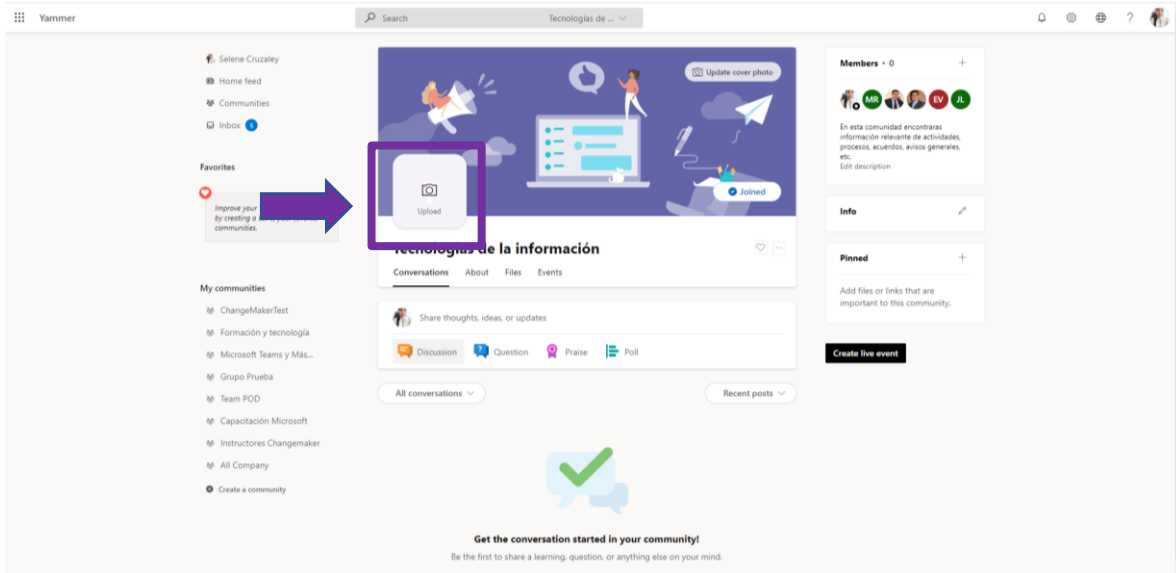 Yammer
Search
Tecnologías de ...
?
Selene Cruzaley
Home feed
Communities
Inbox 5
Favorites
Improve your
by creating a
communities.
My communities
ChangeMakerTest
Formación y tecnología
Microsoft Teams y Más...
Grupo Prueba
Team POD
Capacitación Microsoft
Instructores Changemaker
All Company
Create a community
Update cover photo
Upload
Joined
Tecnologías de la información
Conversations About Files Events
Share thoughts, ideas, or updates
Discussion Question Praise Poll
All conversations
Recent posts
Get the conversation started in your community!
Be the first to share a learning, question, or anything else on your mind.
Members • 0
MR EV JL
En esta comunidad encontraras
información relevante de actividades,
procesos, acuerdos, avisos generales,
etc.
Edit description
Info
Pinned
Add files or links that are
important to this community.
Create live event